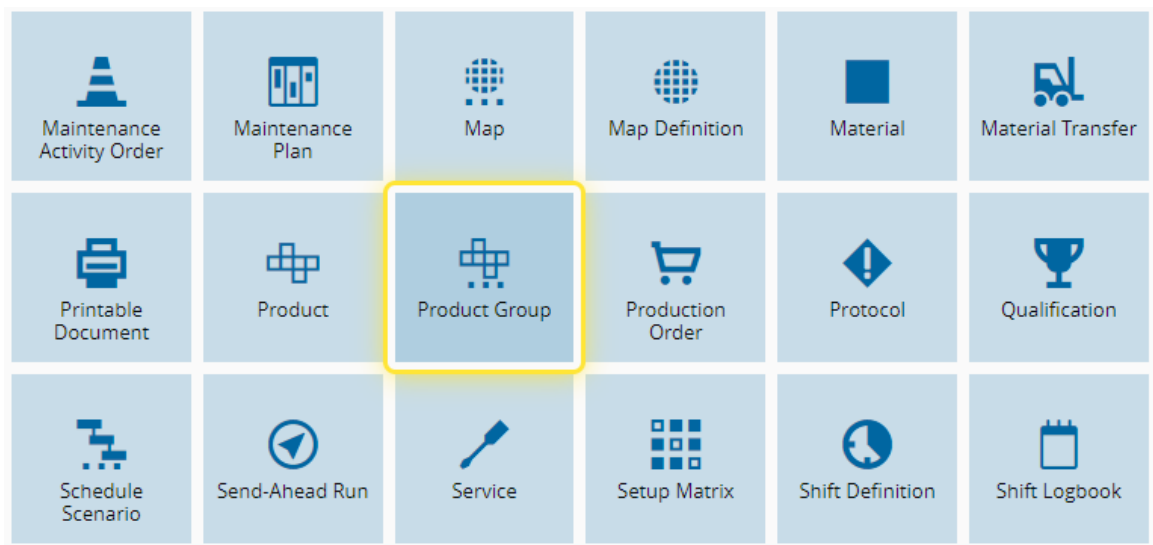 Maintenance
Activity Order
Maintenance
Plan
Map
Map Definition
Material
Material Transfer
Printable
Document
Product
Product Group
Production
Order
Protocol
Qualification
Schedule
Scenario
Send-Ahead Run
Service
Setup Matrix
Shift Definition
Shift Logbook